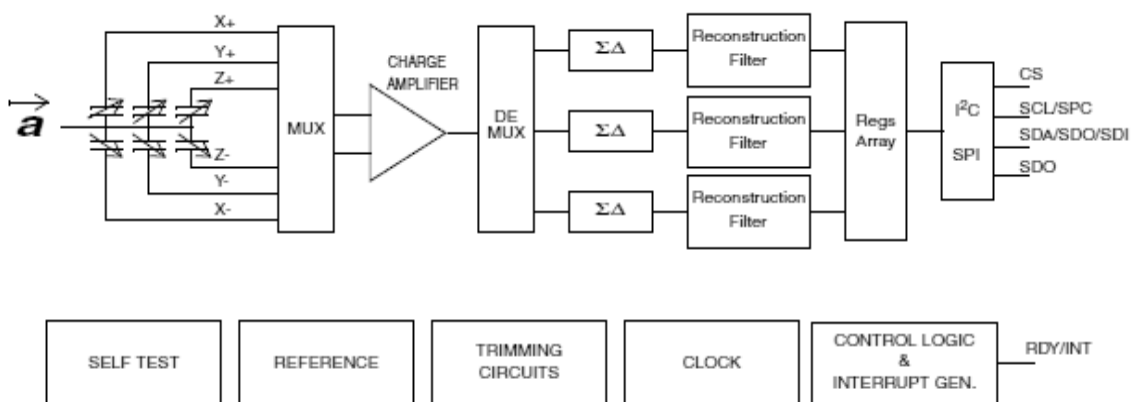 X+
Y+
Z+
a
Z-
Y-
X-
MUX
CHARGE
AMPLIFIER
DE
MUX
ΣΔ
ΣΔ
ΣΔ
Reconstruction
Filter
Reconstruction
Filter
Reconstruction
Filter
Regs
Array
I²C
SPI
CS
SCL/SPC
SDA/SDO/SDI
SDO
SELF TEST
REFERENCE
TRIMMING
CIRCUITS
CLOCK
CONTROL LOGIC
&
INTERRUPT GEN.
RDY/INT